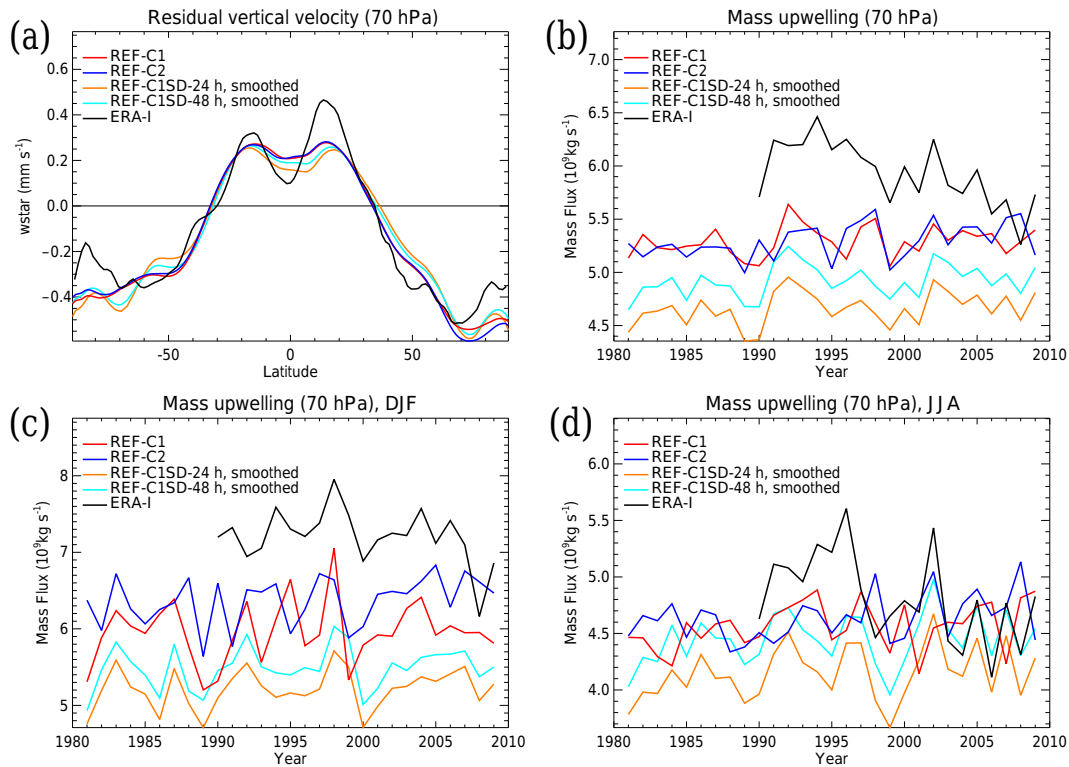 (a)
Residual vertical velocity (70 hPa)
REF-C1
REF-C2
REF-C1SD-24 h, smoothed
REF-C1SD-48 h, smoothed
ERA-I
wstar (mm s⁻¹)
0.6
0.4
0.2
0.0
−0.2
−0.4
-50 0 50
Latitude
(b)
Mass upwelling (70 hPa)
REF-C1
REF-C2
REF-C1SD-24 h, smoothed
REF-C1SD-48 h, smoothed
ERA-I
Mass Flux (10⁹kg s⁻¹)
7.0
6.5
6.0
5.5
5.0
4.5
1980 1985 1990 1995 2000 2005 2010
Year
(c)
Mass upwelling (70 hPa), DJF
REF-C1
REF-C2
REF-C1SD-24 h, smoothed
REF-C1SD-48 h, smoothed
ERA-I
Mass Flux (10⁹kg s⁻¹)
8
7
6
5
1980 1985 1990 1995 2000 2005 2010
Year
(d)
Mass upwelling (70 hPa), JJA
REF-C1
REF-C2
REF-C1SD-24 h, smoothed
REF-C1SD-48 h, smoothed
ERA-I
Mass Flux (10⁹kg s⁻¹)
6.0
5.5
5.0
4.5
4.0
1980 1985 1990 1995 2000 2005 2010
Year